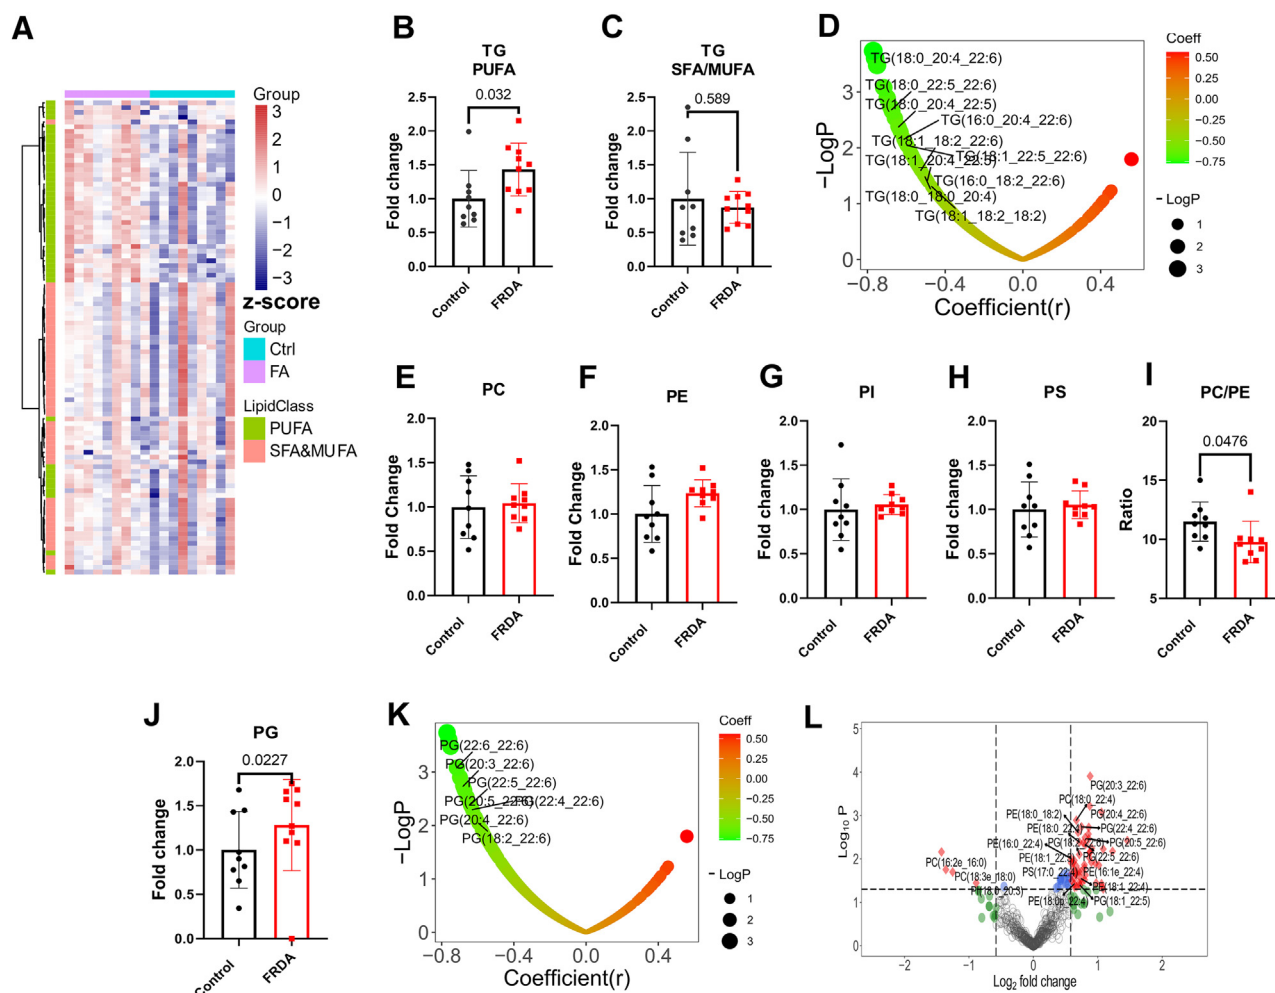 A
Group
3
2
1
0
−1
−2
−3
z-score
Group
Ctrl
FA
LipidClass
PUFA
SFA&MUFA
B
TG
PUFA
0.032
Fold change
2.5
2.0
1.5
1.0
0.5
0.0
Control
FRDA
C
TG
SFA/MUFA
0.589
Fold change
2.5
2.0
1.5
1.0
0.5
0.0
Control
FRDA
D
TG(18:0_20:4_22:6)
TG(18:0_22:5_22:6)
TG(18:0_20:4_22:5)
TG(16:0_20:4_22:6)
TG(18:1_18:2_22:6)
TG(18:1_22:5_22:6)
TG(18:1_20:4_22:5)
TG(16:0_18:2_22:6)
TG(18:0_18:0_20:4)
TG(18:1_18:2_18:2)
−LogP
3
2
1
0
−0.8
−0.4
0.0
0.4
Coefficient(r)
Coeff
0.50
0.25
0.00
−0.25
−0.50
−0.75
−LogP
1
2
3
E
PC
Fold Change
2.0
1.5
1.0
0.5
0.0
Control
FRDA
F
PE
Fold Change
2.0
1.5
1.0
0.5
0.0
Control
FRDA
G
PI
Fold change
2.0
1.5
1.0
0.5
0.0
Control
FRDA
H
PS
Fold change
2.0
1.5
1.0
0.5
0.0
Control
FRDA
I
PC/PE
0.0476
Ratio
20
15
10
5
Control
FRDA
J
PG
0.0227
Fold change
2.0
1.5
1.0
0.5
0.0
Control
FRDA
K
PG(22:6_22:6)
PG(20:3_22:6)
PG(22:5_22:6)
PG(20:5_22:6)
PG(22:4_22:6)
PG(20:4_22:6)
PG(18:2_22:6)
−LogP
3
2
1
0
−0.8
−0.4
0.0
0.4
Coefficient(r)
Coeff
0.50
0.25
0.00
−0.25
−0.50
−0.75
−LogP
1
2
3
L
5
4
3
2
1
0
Log10 P
PG(20:3_22:6)
PC(18:0_22:4)
PE(18:0_18:2)
PG(20:4_22:6)
PE(18:0_22:4)
PG(22:4_22:6)
PE(16:0_22:4)
PG(18:2_22:6)
PG(20:5_22:6)
PG(22:5_22:6)
PC(16:2e_16:0)
PS(17:0_22:4)
PE(16:1e_22:4)
PC(18:3e_18:0)
PE(18:1_22:4)
PI(18:0_20:3)
PE(18:0p_22:4)
PG(18:1_22:5)
−2
−1
0
1
2
Log2 fold change